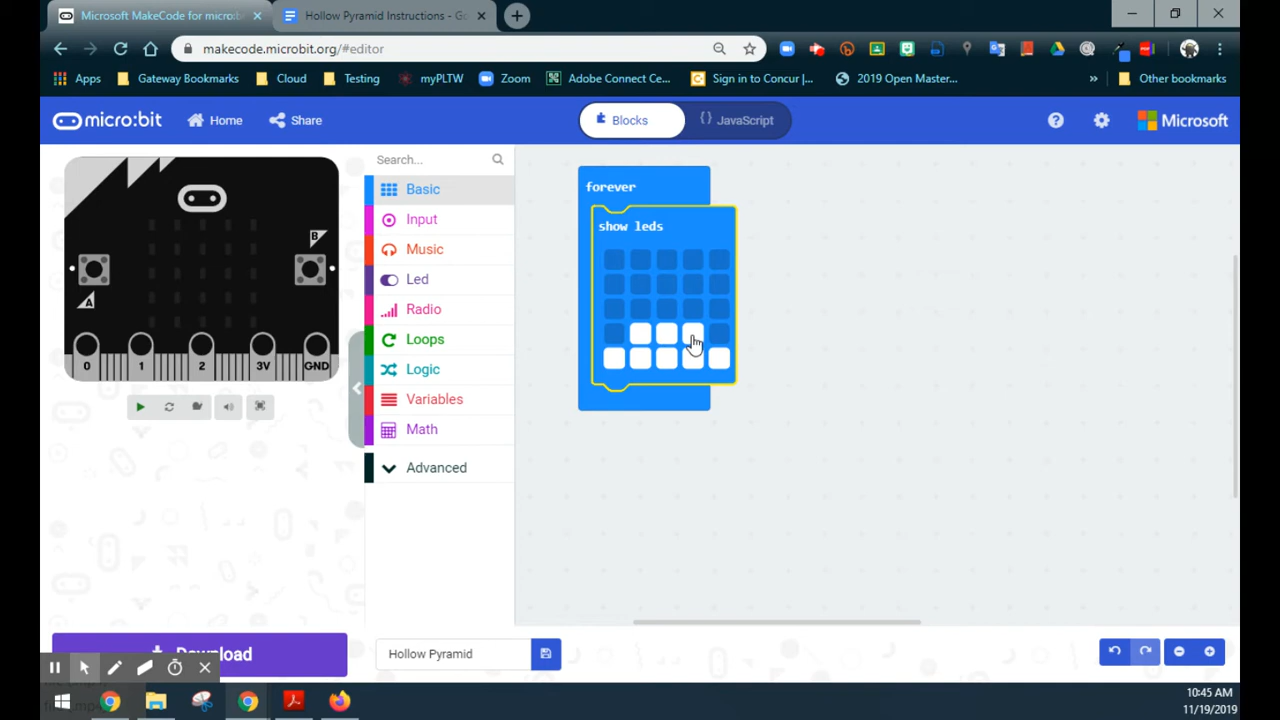 Microsoft MakeCode for micro:bit
Hollow Pyramid Instructions - Go
makecode.microbit.org/#editor
Apps
Gateway Bookmarks
Cloud
Testing
myPLTW
Zoom
Adobe Connect Ce...
Sign in to Concur |...
2019 Open Master...
»
Other bookmarks
micro:bit
Home
Share
Blocks
{} JavaScript
Microsoft
Search...
Basic
Input
Music
Led
Radio
Loops
Logic
Variables
Math
Advanced
forever
show leds
A
B
0
1
2
3V
GND
Download
Hollow Pyramid
10:45 AM
11/19/2019